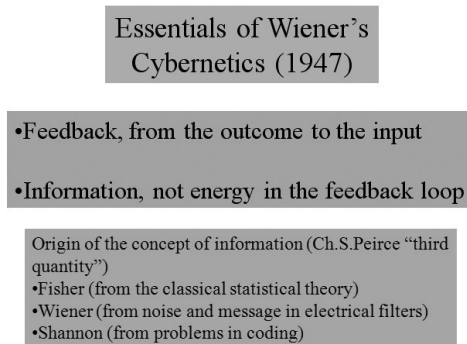 Essentials of Wiener’s
Cybernetics (1947)
•Feedback, from the outcome to the input
•Information, not energy in the feedback loop
Origin of the concept of information (Ch.S.Peirce “third
quantity”)
•Fisher (from the classical statistical theory)
•Wiener (from noise and message in electrical filters)
•Shannon (from problems in coding)